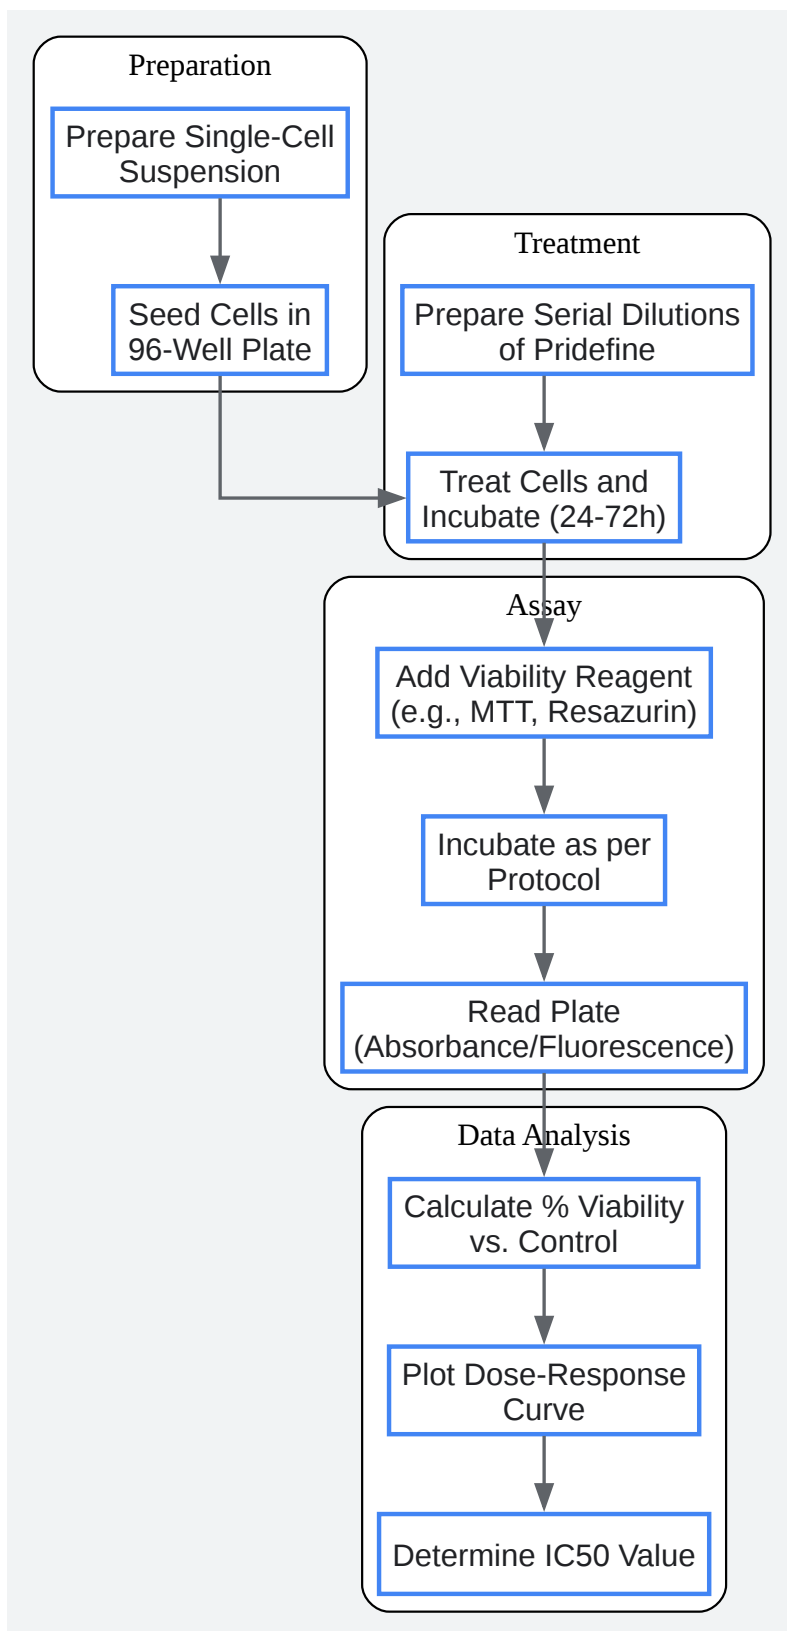 Preparation
Prepare Single-Cell
Suspension
Seed Cells in
96-Well Plate
Treatment
Prepare Serial Dilutions
of Pridefine
Treat Cells and
Incubate (24-72h)
Assay
Add Viability Reagent
(e.g., MTT, Resazurin)
Incubate as per
Protocol
Read Plate
(Absorbance/Fluorescence)
Data Analysis
Calculate % Viability
vs. Control
Plot Dose-Response
Curve
Determine IC50 Value